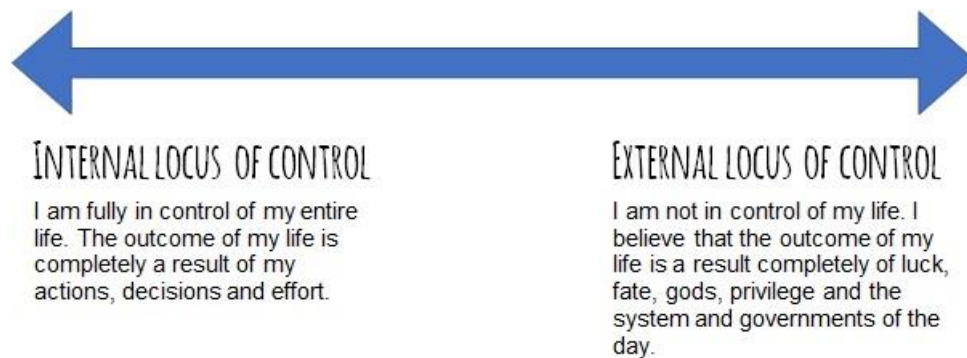 INTERNAL LOCUS OF CONTROL
I am fully in control of my entire
life. The outcome of my life is
completely a result of my
actions, decisions and effort.
EXTERNAL LOCUS OF CONTROL
I am not in control of my life. I
believe that the outcome of my
life is a result completely of luck,
fate, gods, privilege and the
system and governments of the
day.